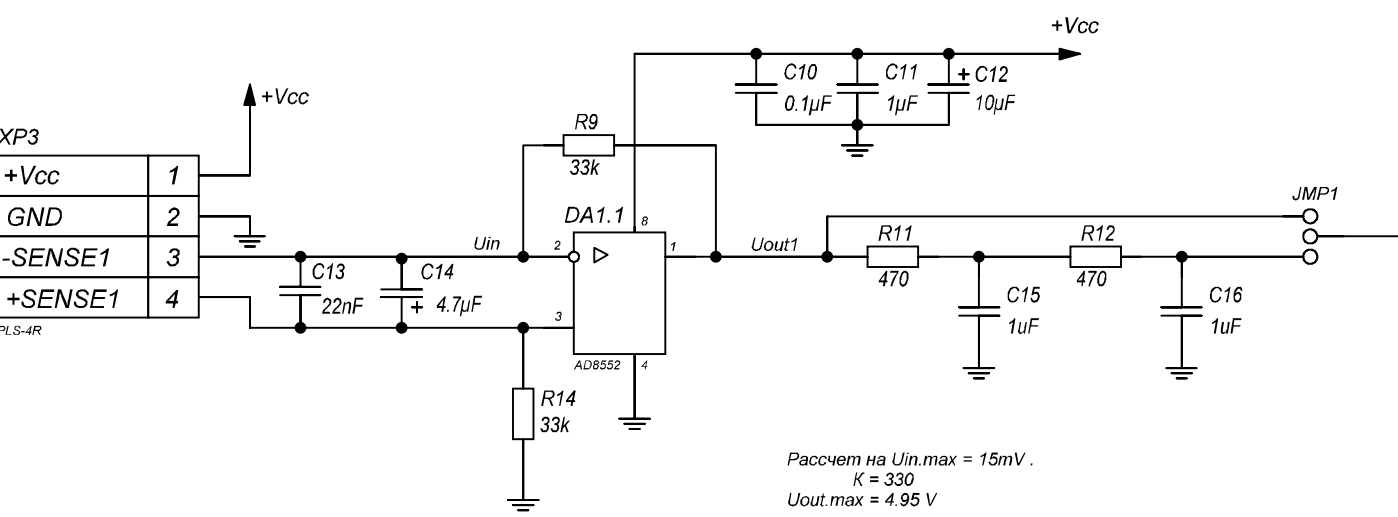 +Vcc
C10
0.1µF
C11
1µF
+ C12
10µF
+Vcc
XP3
+Vcc 1
GND 2
-SENSE1 3
+SENSE1 4
PLS-4R
R9
33k
DA1.1
8
Uin
2
1
Uout1
3
AD8552
4
C13
22nF
C14
+ 4.7µF
R14
33k
R11
470
R12
470
C15
1uF
C16
1uF
JMP1
Рассчет на Uin.max = 15mV .
K = 330
Uout.max = 4.95 V